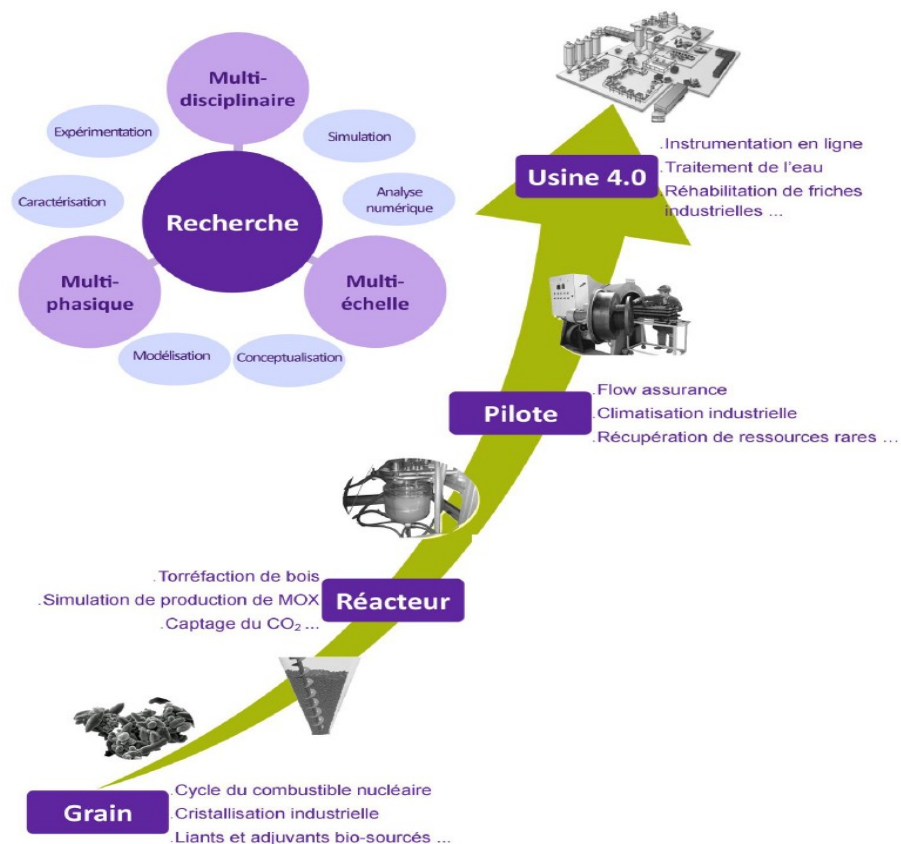 Multi-
disciplinaire
Expérimentation
Simulation
Caractérisation
Analyse
numérique
Recherche
Multi-
phasique
Multi-
échelle
Modélisation
Conceptualisation
Usine 4.0
.Instrumentation en ligne
.Traitement de l'eau
.Réhabilitation de friches
industrielles ...
Pilote
.Flow assurance
.Climatisation industrielle
.Récupération de ressources rares ...
Réacteur
.Torréfaction de bois
.Simulation de production de MOX
.Captage du CO₂ ...
Grain
.Cycle du combustible nucléaire
.Cristallisation industrielle
.Liants et adjuvants bio-sourcés ...